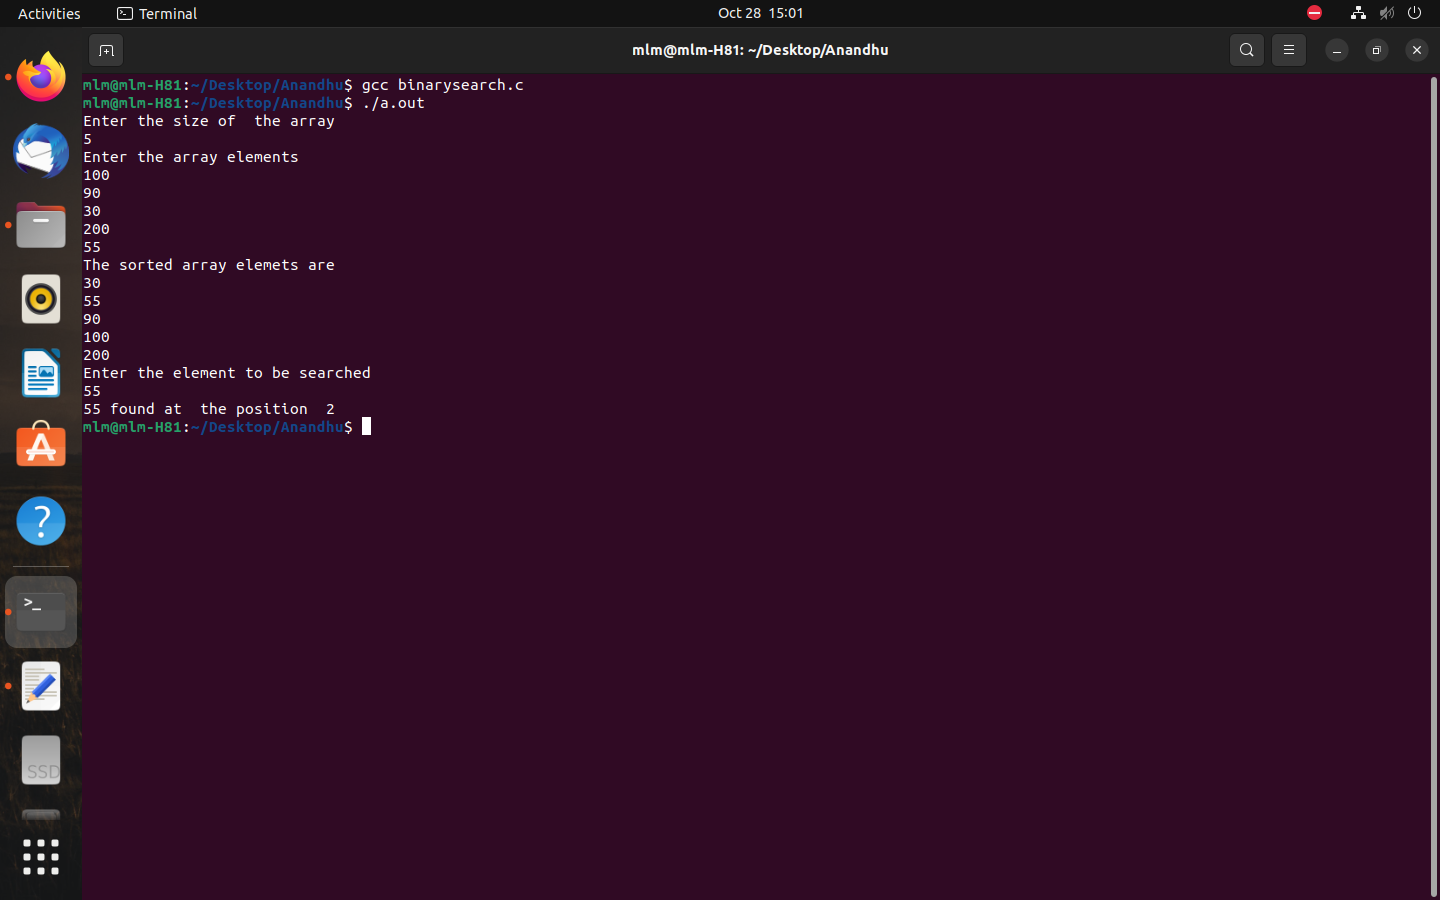 Activities
Terminal
Oct 28 15:01
mlm@mlm-H81: ~/Desktop/Anandhu
mlm@mlm-H81:~/Desktop/Anandhu$ gcc binarysearch.c
mlm@mlm-H81:~/Desktop/Anandhu$ ./a.out
Enter the size of  the array
5
Enter the array elements
100
90
30
200
55
The sorted array elemets are
30
55
90
100
200
Enter the element to be searched
55
55 found at  the position  2
mlm@mlm-H81:~/Desktop/Anandhu$
>_
SSD